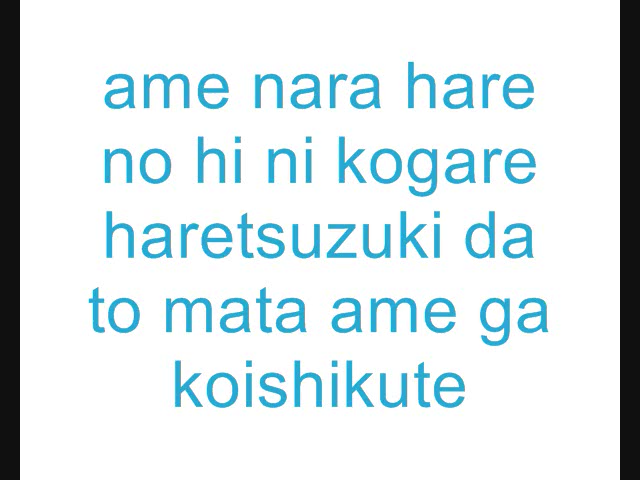 ame nara hare
no hi ni kogare
haretsuzuki da
to mata ame ga
koishikute